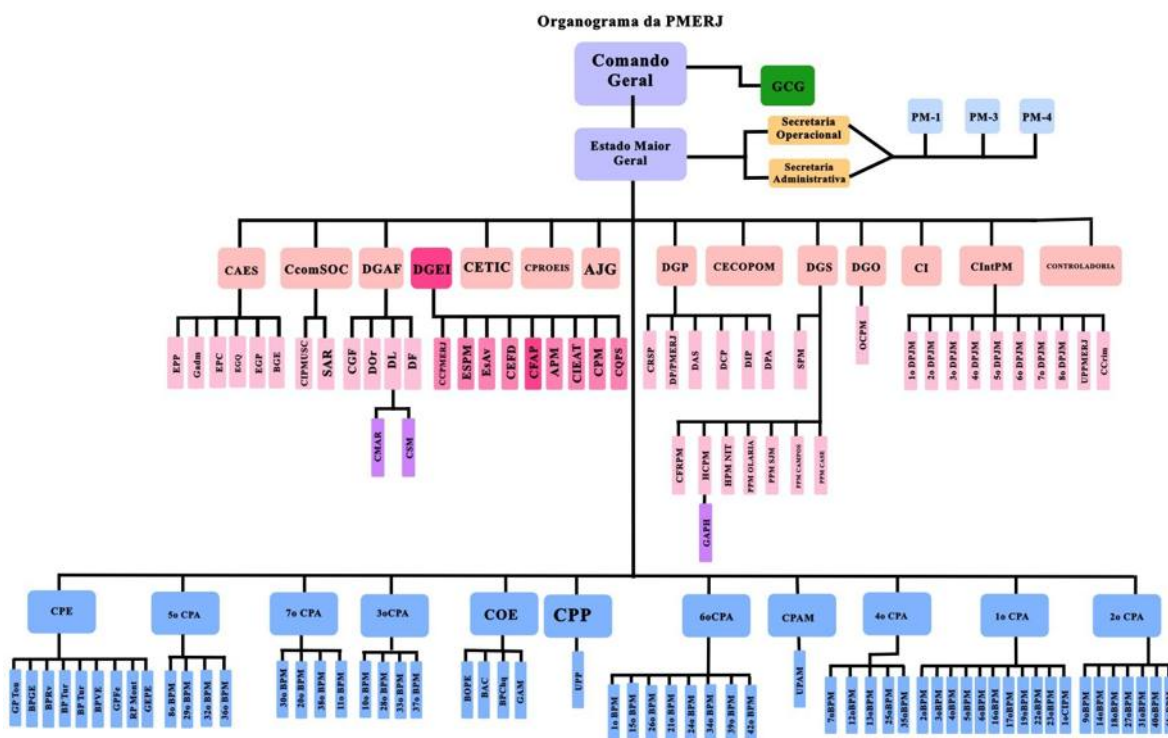 Organograma da PMERJ
Comando
Geral
GCG
Estado Maior
Geral
Secretaria
Operacional
Secretaria
Administrativa
PM-1
PM-3
PM-4
CAES
CcomSOC
DGAF
DGEI
CETIC
CPROEIS
AJG
DGP
CECOPOM
DGS
DGO
CI
CIntPM
CONTROLADORIA
EPP
Gadm
EPC
EGQ
EGP
BGE
CIPMUSC
SAR
CGF
DOr
DL
DF
CCPMERJ
ESPM
EsAv
CEFD
CFAP
APM
CIEAT
CPM
CQPS
CRSP
DP/PMERJ
DAS
DCP
DIP
DPA
SPM
OCPM
1o DPJM
2o DPJM
3o DPJM
4o DPJM
5o DPJM
6o DPJM
7o DPJM
8o DPJM
UPPMERJ
CCrim
CMAR
CSM
CFRPM
HCPM
HPM NIT
PPM OLARIA
PPM SJM
PPM CAMPOS
PPM CASE
GAPH
CPE
5o CPA
7o CPA
3oCPA
COE
CPP
6oCPA
CPAM
4o CPA
1o CPA
2o CPA
GP Tou
BPGE
BPRv
BP Tur
BP Tur
BPVE
GPFe
RP Mont
GEPE
8o BPM
29o BPM
32o BPM
36o BPM
30o BPM
20o BPM
38o BPM
11o BPM
10o BPM
28o BPM
33o BPM
37o BPM
BOPE
BAC
BPChq
GAM
UPP
1o BPM
15o BPM
26o BPM
21o BPM
24o BPM
34o BPM
39o BPM
42o BPM
UPAM
7oBPM
12oBPM
13oBPM
25oBPM
35oBPM
2oBPM
3oBPM
4oBPM
5oBPM
6oBPM
16oBPM
17oBPM
19oBPM
22oBPM
23oBPM
1oCIPM
9oBPM
14oBPM
18oBPM
27oBPM
31oBPM
40oBPM